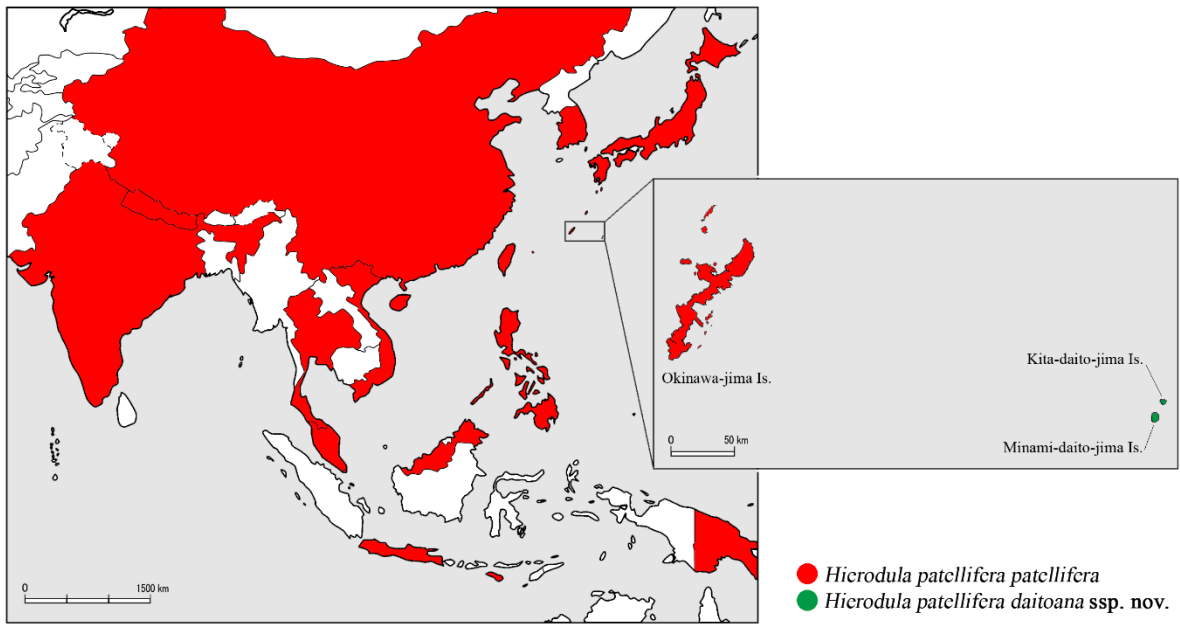 Okinawa-jima Is.
Kita-daito-jima Is.
Minami-daito-jima Is.
0 50 km
0 1500 km
Hierodula patellifera patellifera
Hierodula patellifera daitoana ssp. nov.